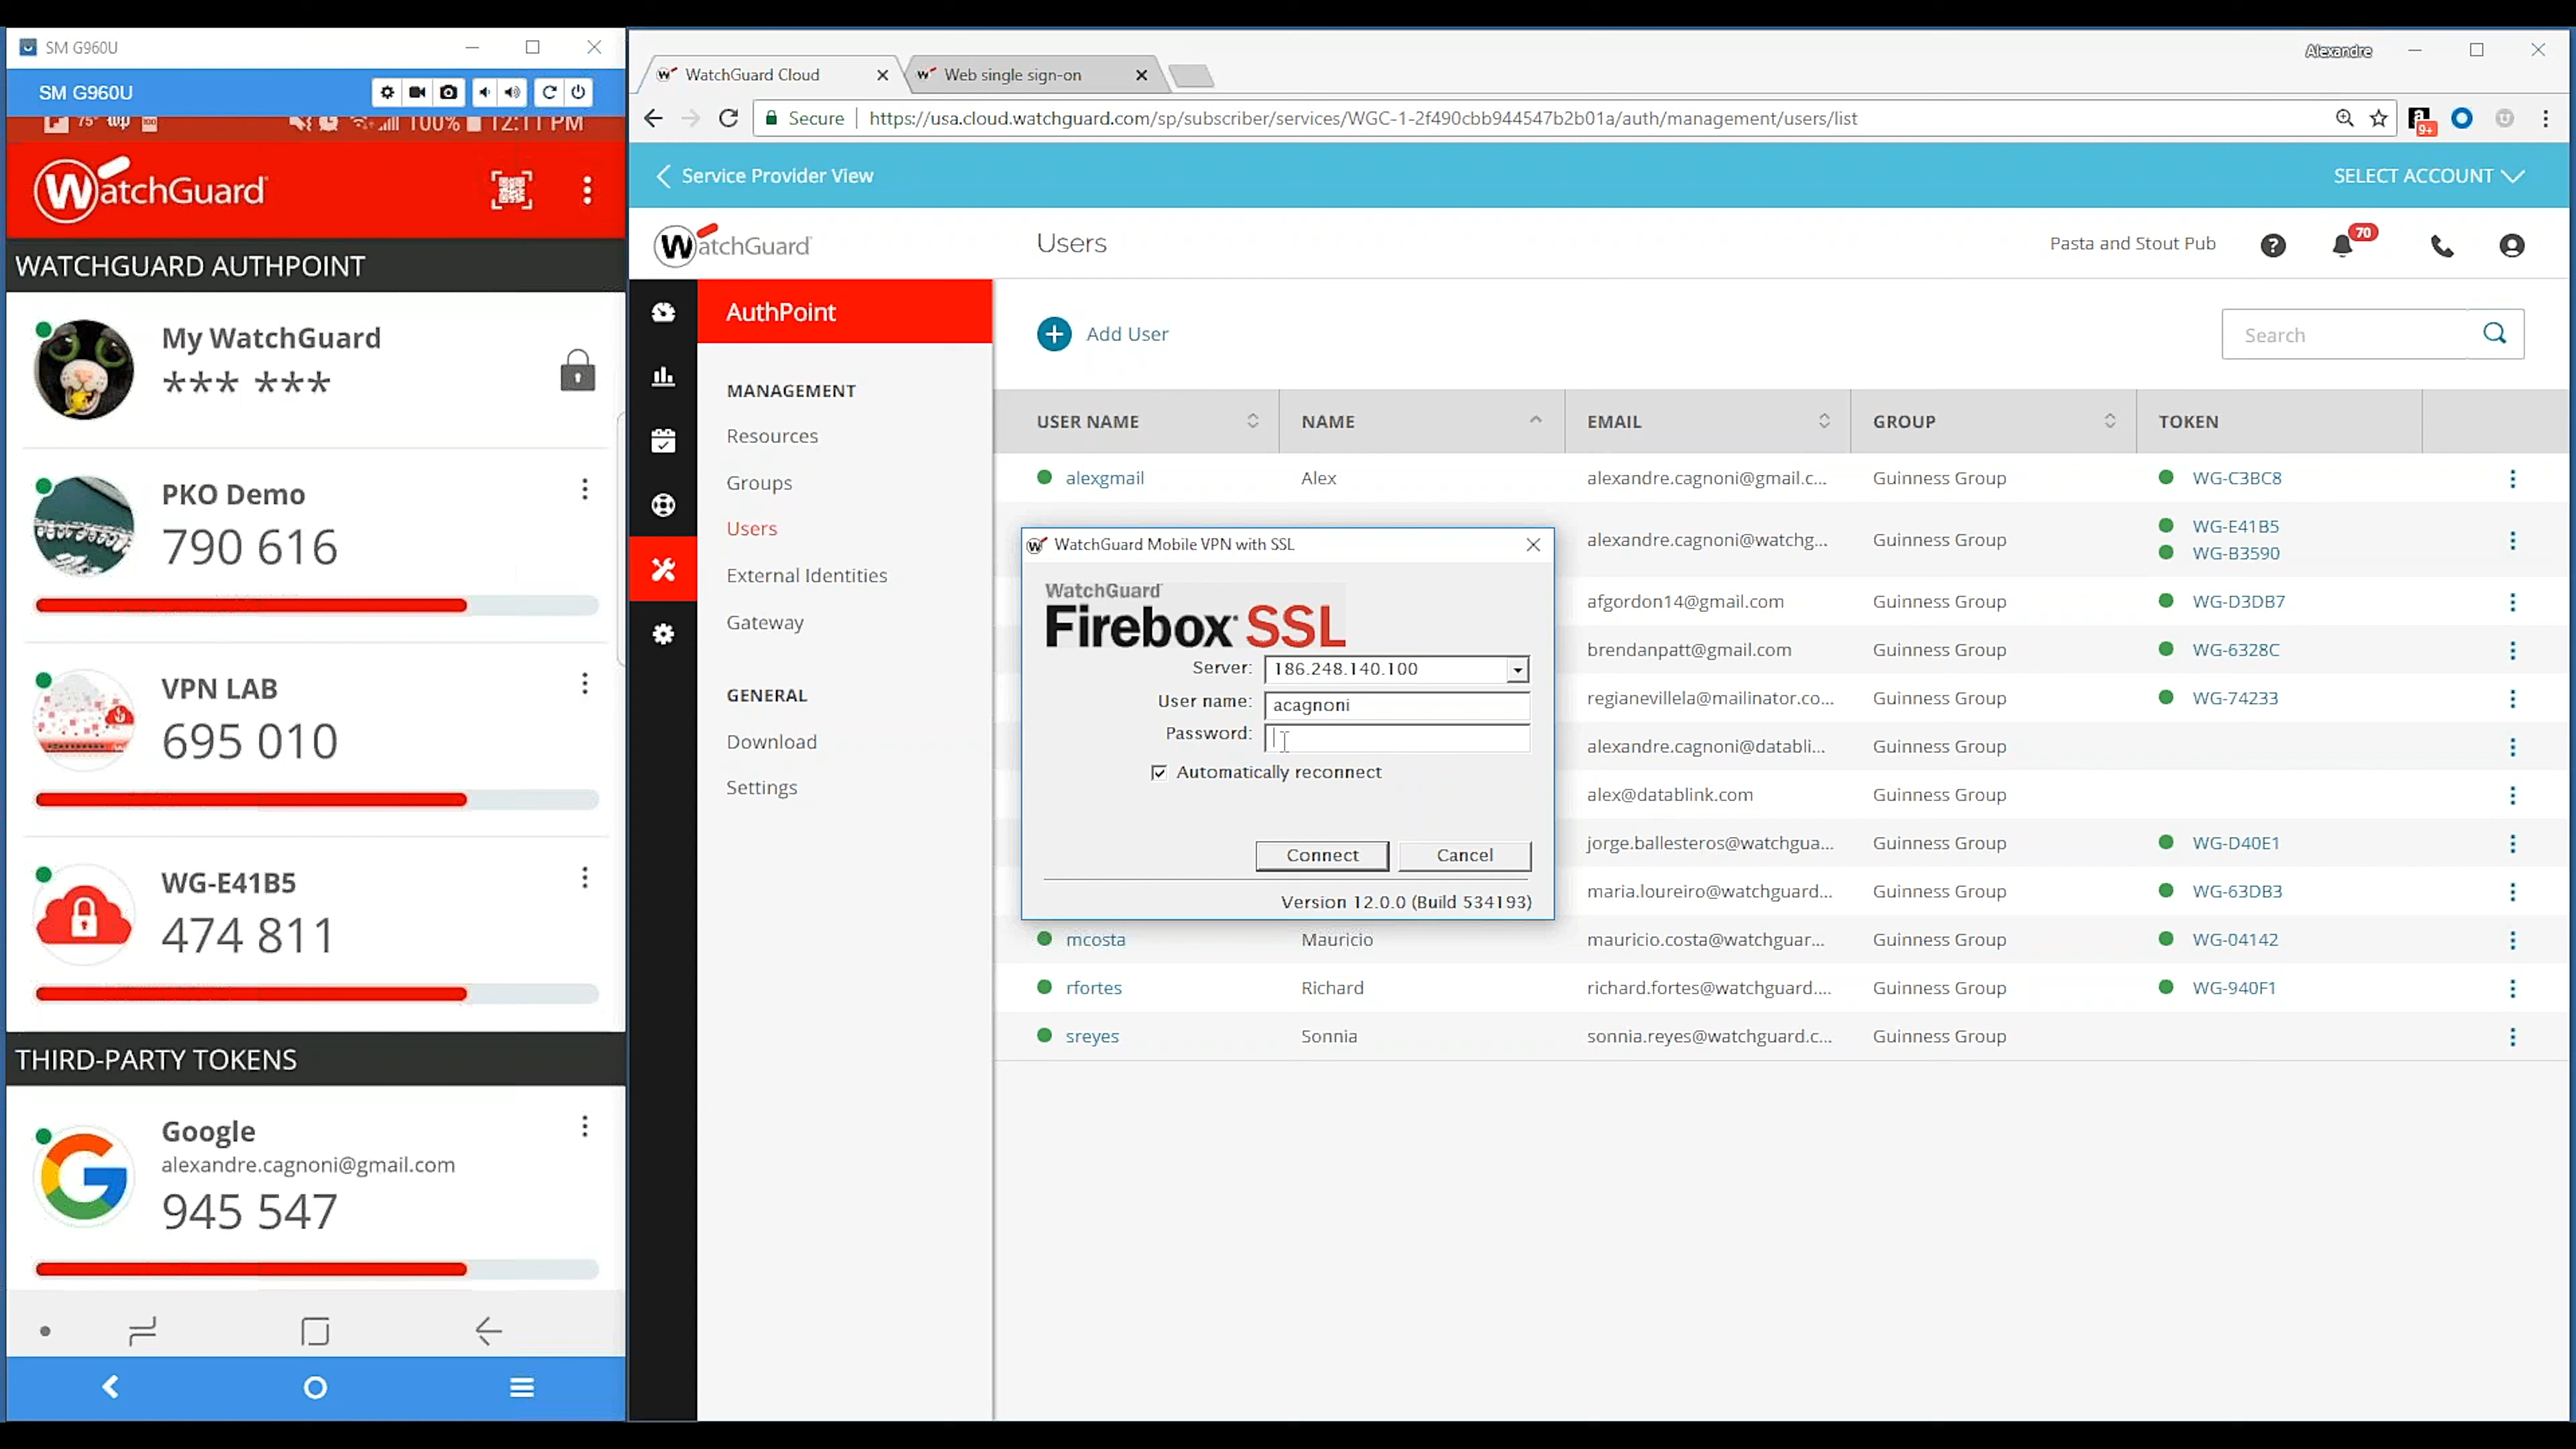 SM G960U
SM G960U
75° 100% 12:11 PM
WatchGuard
WATCHGUARD AUTHPOINT
My WatchGuard
*** ***
PKO Demo
790 616
VPN LAB
695 010
WG-E41B5
474 811
THIRD-PARTY TOKENS
Google
alexandre.cagnoni@gmail.com
945 547
Alexandre
WatchGuard Cloud
Web single sign-on
Secure
https://usa.cloud.watchguard.com/sp/subscriber/services/WGC-1-2f490cbb944547b2b01a/auth/management/users/list
9+
Service Provider View
SELECT ACCOUNT
WatchGuard
Users
Pasta and Stout Pub
70
AuthPoint
MANAGEMENT
Resources
Groups
Users
External Identities
Gateway
GENERAL
Download
Settings
Add User
Search
USER NAME NAME EMAIL GROUP TOKEN
alexgmail Alex alexandre.cagnoni@gmail.c... Guinness Group WG-C3BC8
alexandre.cagnoni@watchg... Guinness Group WG-E41B5
WG-B3590
afgordon14@gmail.com Guinness Group WG-D3DB7
brendanpatt@gmail.com Guinness Group WG-6328C
regianevillela@mailinator.co... Guinness Group WG-74233
alexandre.cagnoni@databli... Guinness Group
alex@datablink.com Guinness Group
jorge.ballesteros@watchgua... Guinness Group WG-D40E1
maria.loureiro@watchguard... Guinness Group WG-63DB3
mcosta Mauricio mauricio.costa@watchguar... Guinness Group WG-04142
rfortes Richard richard.fortes@watchguard.... Guinness Group WG-940F1
sreyes Sonnia sonnia.reyes@watchguard.c... Guinness Group
WatchGuard Mobile VPN with SSL
WatchGuard
Firebox SSL
Server: 186.248.140.100
User name: acagnoni
Password:
Automatically reconnect
Connect Cancel
Version 12.0.0 (Build 534193)